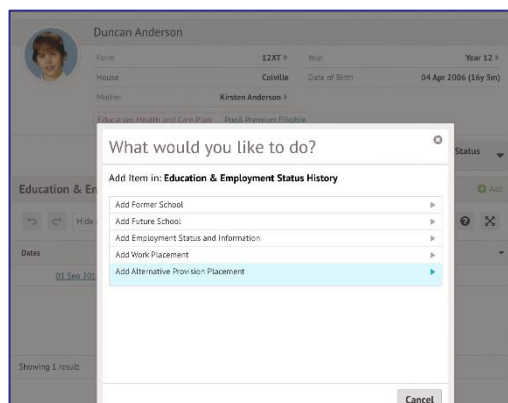 Duncan Anderson
Form 12XT > Year Year 12 >
House Colville Date of Birth 04 Apr 2006 (16y 5m)
Mother Kirsten Anderson >
Education, Health and Care Plan Pupil Premium Eligible
What would you like to do?
Status
Add Item in: Education & Employment Status History
Education & En
Add
Add Former School
Add Future School
Hide
Add Employment Status and Information
Add Work Placement
Dates
Add Alternative Provision Placement
01 Sep 201
Showing 1 result
Cancel